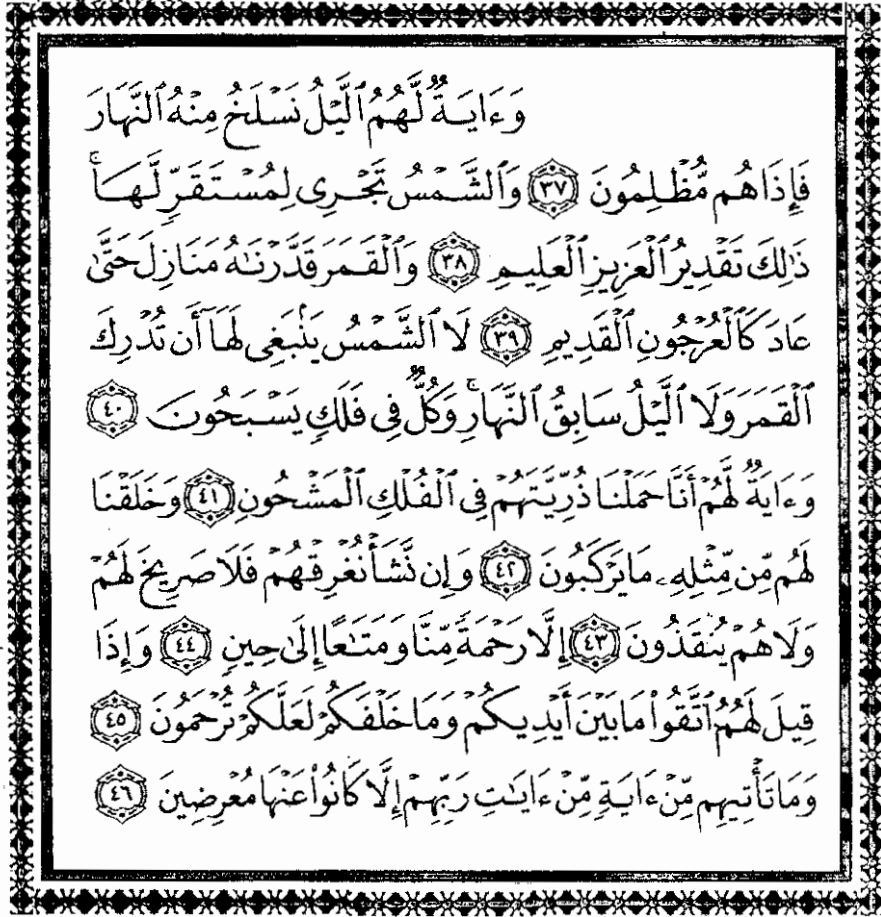 وَءَايَةٌ لَّهُمُ ٱلَّيْلُ نَسْلَخُ مِنْهُ ٱلنَّهَارَ
فَإِذَا هُم مُّظْلِمُونَ ٣٧ وَٱلشَّمْسُ تَجْرِى لِمُسْتَقَرٍّ لَّهَا ۚ
ذَٰلِكَ تَقْدِيرُ ٱلْعَزِيزِ ٱلْعَلِيمِ ٣٨ وَٱلْقَمَرَ قَدَّرْنَٰهُ مَنَازِلَ حَتَّىٰ
عَادَ كَٱلْعُرْجُونِ ٱلْقَدِيمِ ٣٩ لَا ٱلشَّمْسُ يَنۢبَغِى لَهَآ أَن تُدْرِكَ
ٱلْقَمَرَ وَلَا ٱلَّيْلُ سَابِقُ ٱلنَّهَارِ ۚ وَكُلٌّ فِى فَلَكٍ يَسْبَحُونَ ٤٠
وَءَايَةٌ لَّهُمْ أَنَّا حَمَلْنَا ذُرِّيَّتَهُمْ فِى ٱلْفُلْكِ ٱلْمَشْحُونِ ٤١ وَخَلَقْنَا
لَهُم مِّن مِّثْلِهِۦ مَا يَرْكَبُونَ ٤٢ وَإِن نَّشَأْ نُغْرِقْهُمْ فَلَا صَرِيخَ لَهُمْ
وَلَا هُمْ يُنقَذُونَ ٤٣ إِلَّا رَحْمَةً مِّنَّا وَمَتَٰعًا إِلَىٰ حِينٍ ٤٤ وَإِذَا
قِيلَ لَهُمُ ٱتَّقُوا۟ مَا بَيْنَ أَيْدِيكُمْ وَمَا خَلْفَكُمْ لَعَلَّكُمْ تُرْحَمُونَ ٤٥
وَمَا تَأْتِيهِم مِّنْ ءَايَةٍ مِّنْ ءَايَٰتِ رَبِّهِمْ إِلَّا كَانُوا۟ عَنْهَا مُعْرِضِينَ ٤٦